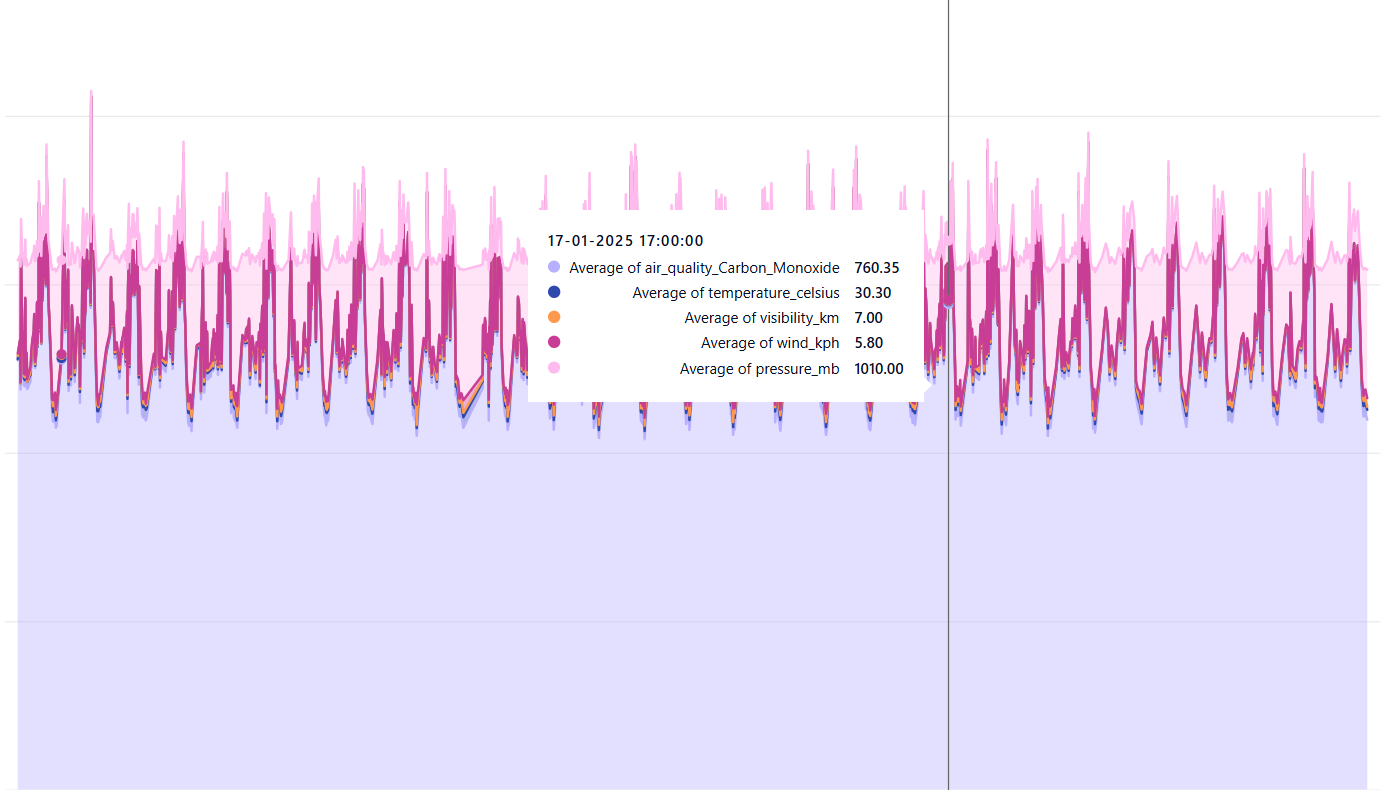 17-01-2025 17:00:00
Average of air_quality_Carbon_Monoxide 760.35
Average of temperature_celsius 30.30
Average of visibility_km 7.00
Average of wind_kph 5.80
Average of pressure_mb 1010.00